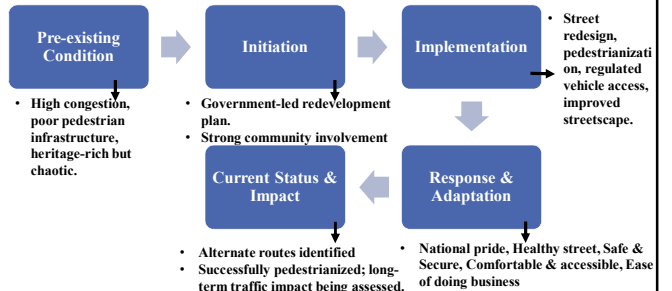 Pre-existing
Condition
Initiation
Implementation
• Street
redesign,
pedestrianizati
on, regulated
vehicle access,
improved
streetscape.
• High congestion,
poor pedestrian
infrastructure,
heritage-rich but
chaotic.
• Government-led redevelopment
plan.
• Strong community involvement
Current Status &
Impact
Response &
Adaptation
• Alternate routes identified
• Successfully pedestrianized; long-
term traffic impact being assessed.
• National pride, Healthy street, Safe &
Secure, Comfortable & accessible, Ease
of doing business